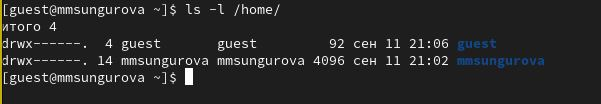 [guest@mmsungurova ~]$ ls -l /home/
итого 4
drwx------.  4 guest       guest         92 сен 11 21:06 guest
drwx------. 14 mmsungurova mmsungurova 4096 сен 11 21:02 mmsungurova
[guest@mmsungurova ~]$